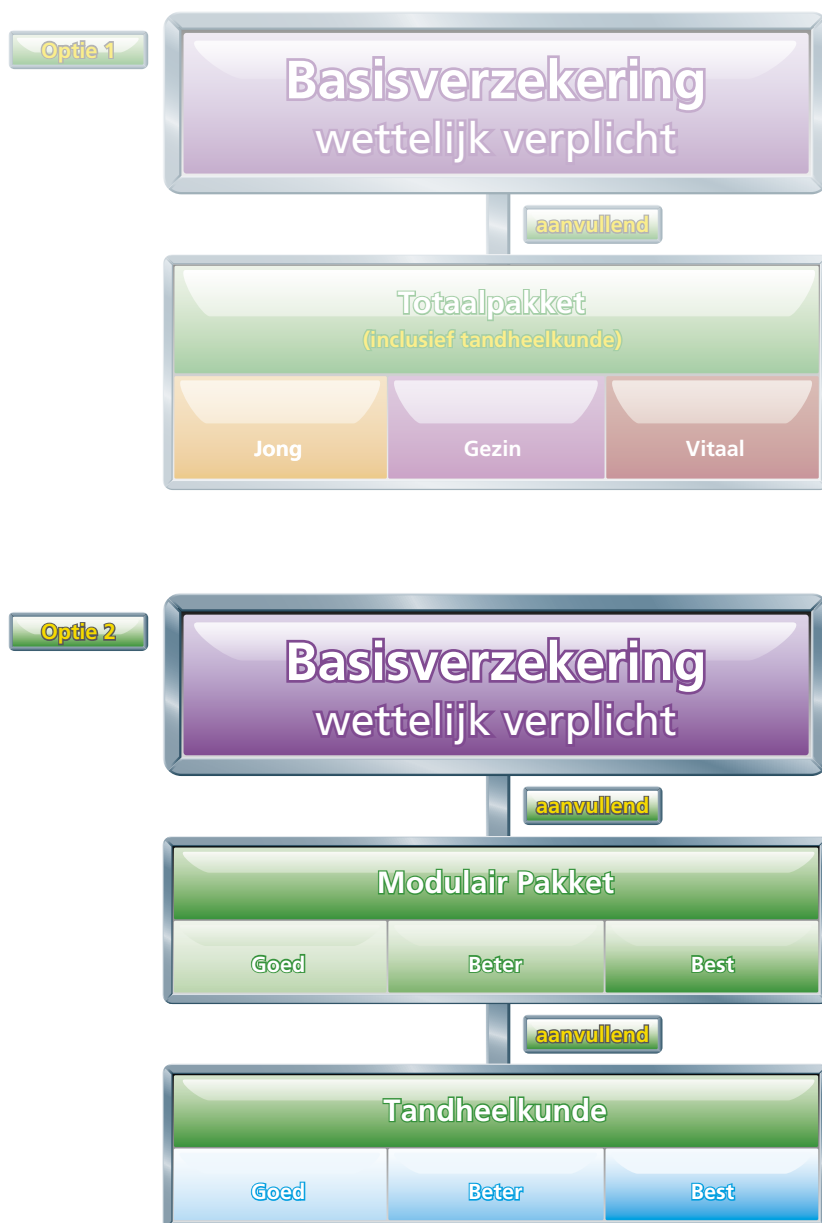 Optie 1
Basisverzekering
wettelijk verplicht
aanvullend
Totaalpakket
(inclusief tandheelkunde)
Jong Gezin Vitaal
Optie 2
Basisverzekering
wettelijk verplicht
aanvullend
Modulair Pakket
Goed Beter Best
aanvullend
Tandheelkunde
Goed Beter Best